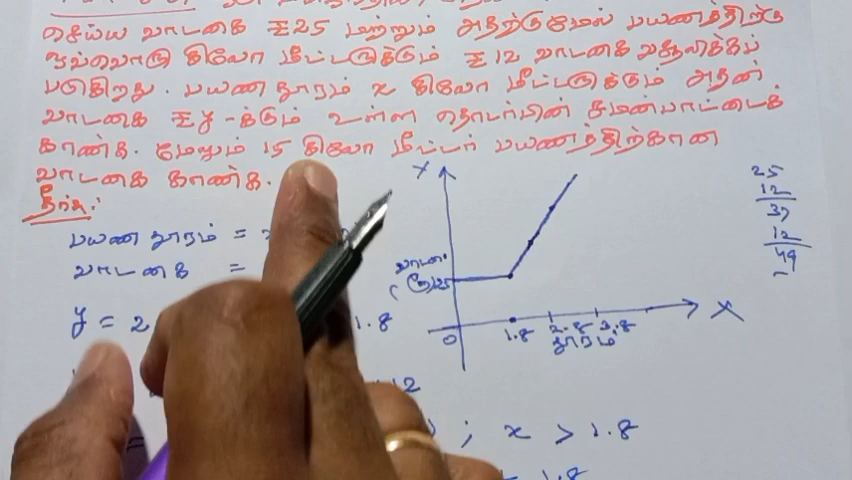 செய்ய வாடகை ₹25 மற்றும் அதற்குமேல் பயணத்திற்கு
ஒவ்வொரு கிலோ மீட்டருக்கும் ₹12 வாடகை வசூலிக்கப்
படுகிறது. பயண தூரம் x கிலோ மீட்டருக்கும் அதன்
வாடகை ₹y-க்கும் உள்ள தொடர்பின் சமன்பாட்டைக்
காண்க. மேலும் 15 கிலோ மீட்டர் பயணத்திற்கான
வாடகை காண்க.
தீர்வு:
பயண தூரம் =
வாடகை =
y = 2
1.8
12
=
; x > 1.8
1.8
Y
வாடகை
(ரூ)25
0
1.8 2.8 3.8
தூரம்
X
25
12
37
12
49